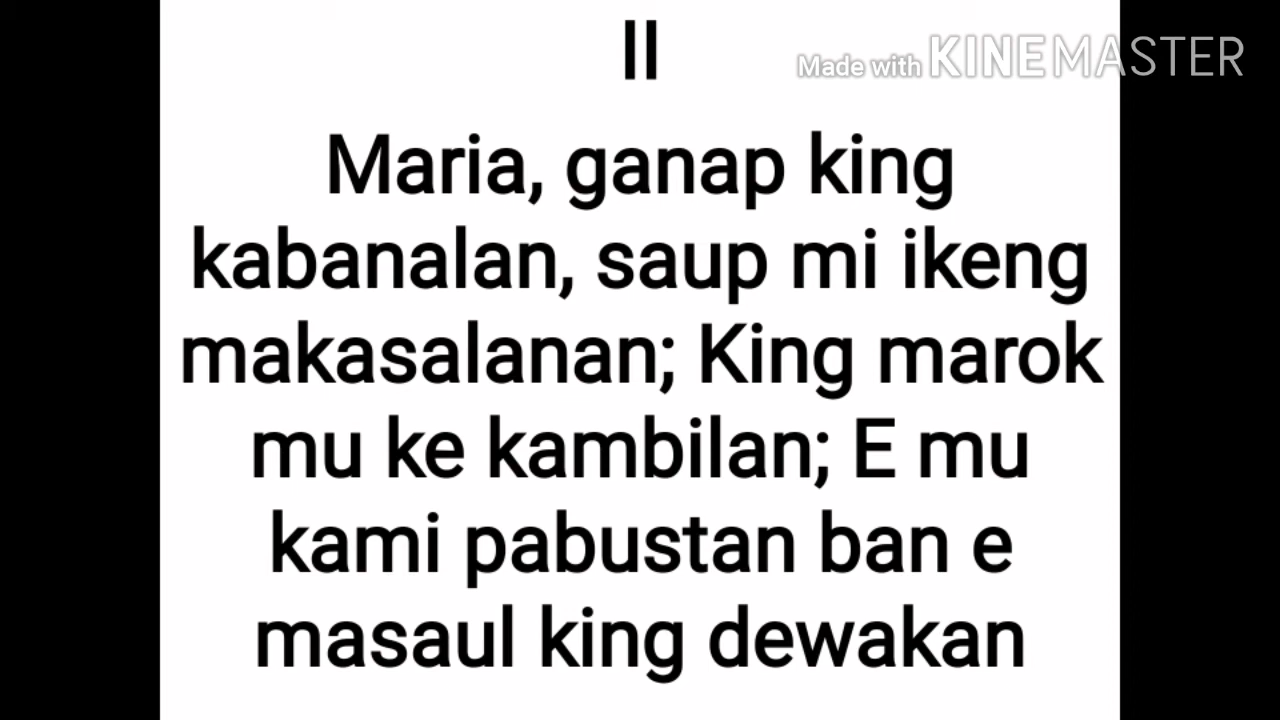 II
Made with KINEMASTER
Maria, ganap king
kabanalan, saup mi ikeng
makasalanan; King marok
mu ke kambilan; E mu
kami pabustan ban e
masaul king dewakan